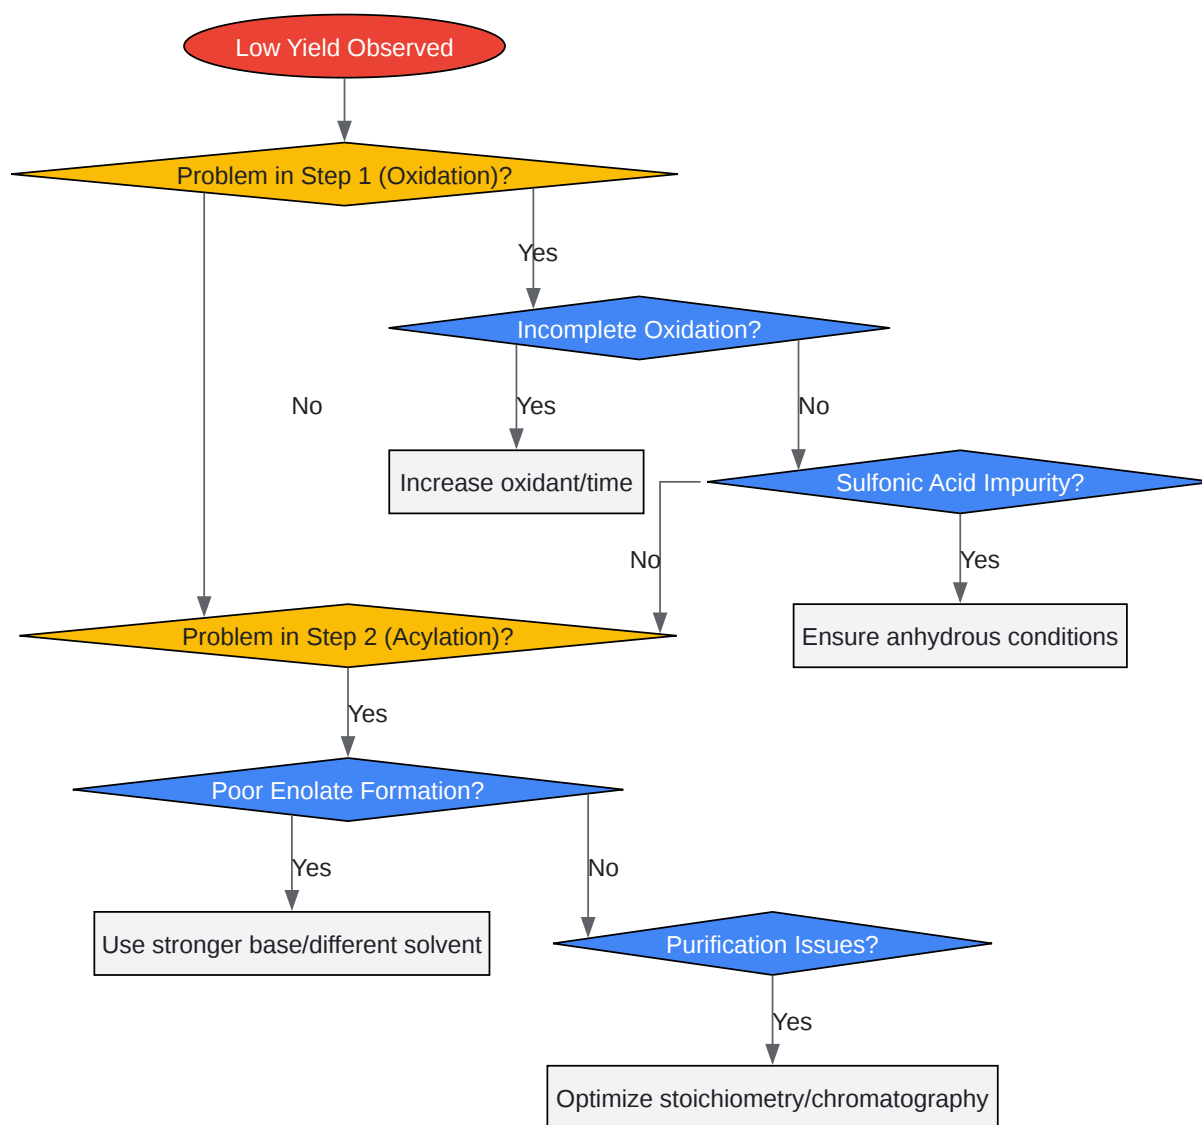 Low Yield Observed
Problem in Step 1 (Oxidation)?
Yes
Incomplete Oxidation?
No
Yes
No
Increase oxidant/time
Sulfonic Acid Impurity?
No
Yes
Problem in Step 2 (Acylation)?
Ensure anhydrous conditions
Yes
Poor Enolate Formation?
Yes
No
Use stronger base/different solvent
Purification Issues?
Yes
Optimize stoichiometry/chromatography